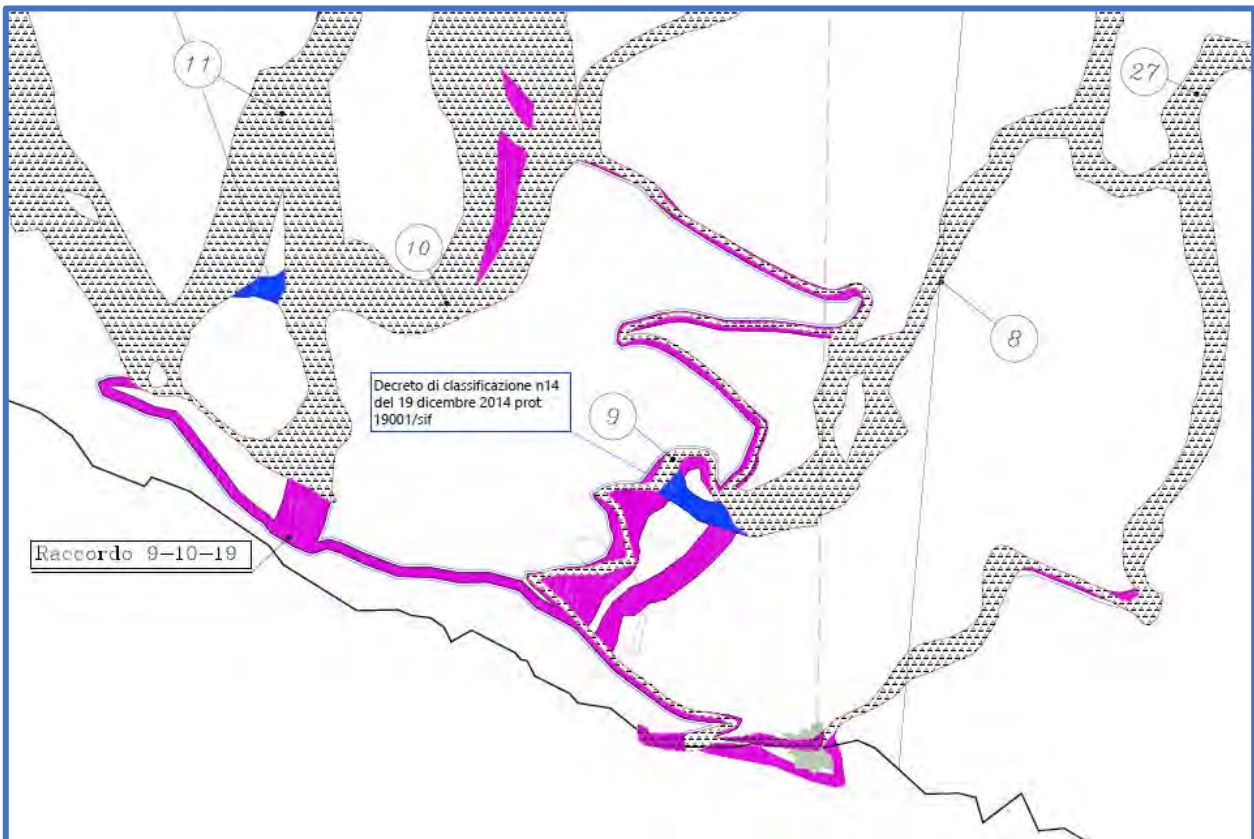 11
27
10
8
Decreto di classificazione n14
del 19 dicembre 2014 prot
19001/sif
9
Raccordo 9-10-19